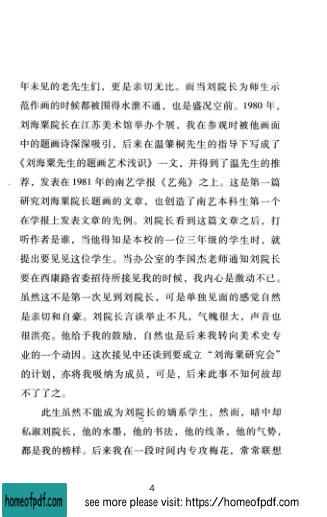 年未见的老先生们，更是亲切无比。而当刘院长为师生示
范作画的时候都被围得水泄不通，也是盛况空前。1980 年，
刘海粟院长在江苏美术馆举办个展，我在参观时被他画面
中的题画诗深深吸引，后来在温肇桐先生的指导下写成了
《刘海粟先生的题画艺术浅识》一文，并得到了温先生的推
荐，发表在 1981 年的南艺学报《艺苑》之上。这是第一篇
研究刘海粟院长题画的文章，也创造了南艺本科生第一个
在学报上发表文章的先例。刘院长看到这篇文章之后，打
听作者是谁，当他得知是本校的一位三年级的学生时，就
提出要见见这位学生。当办公室的李国杰老师通知刘院长
要在西康路省委招待所接见我的时候，我内心是激动不已。
虽然这不是第一次见到刘院长，可是单独见面的感觉自然
是亲切和自豪。刘院长言谈举止不凡，气魄很大，声音也
很洪亮。他给予我的鼓励，自然也是后来我转向美术史专
业的一个动因。这次接见中还谈到要成立“刘海粟研究会”
的计划，亦将我吸纳为成员，可是，后来此事不知何故却
不了了之。
此生虽然不能成为刘院长的嫡系学生，然而，暗中却
私淑刘院长，他的水墨，他的书法，他的线条，他的气势，
都是我的榜样。后来我在一段时间内专攻梅花，常常联想
4
homeofpdf.com
see more please visit: https://homeofpdf.com